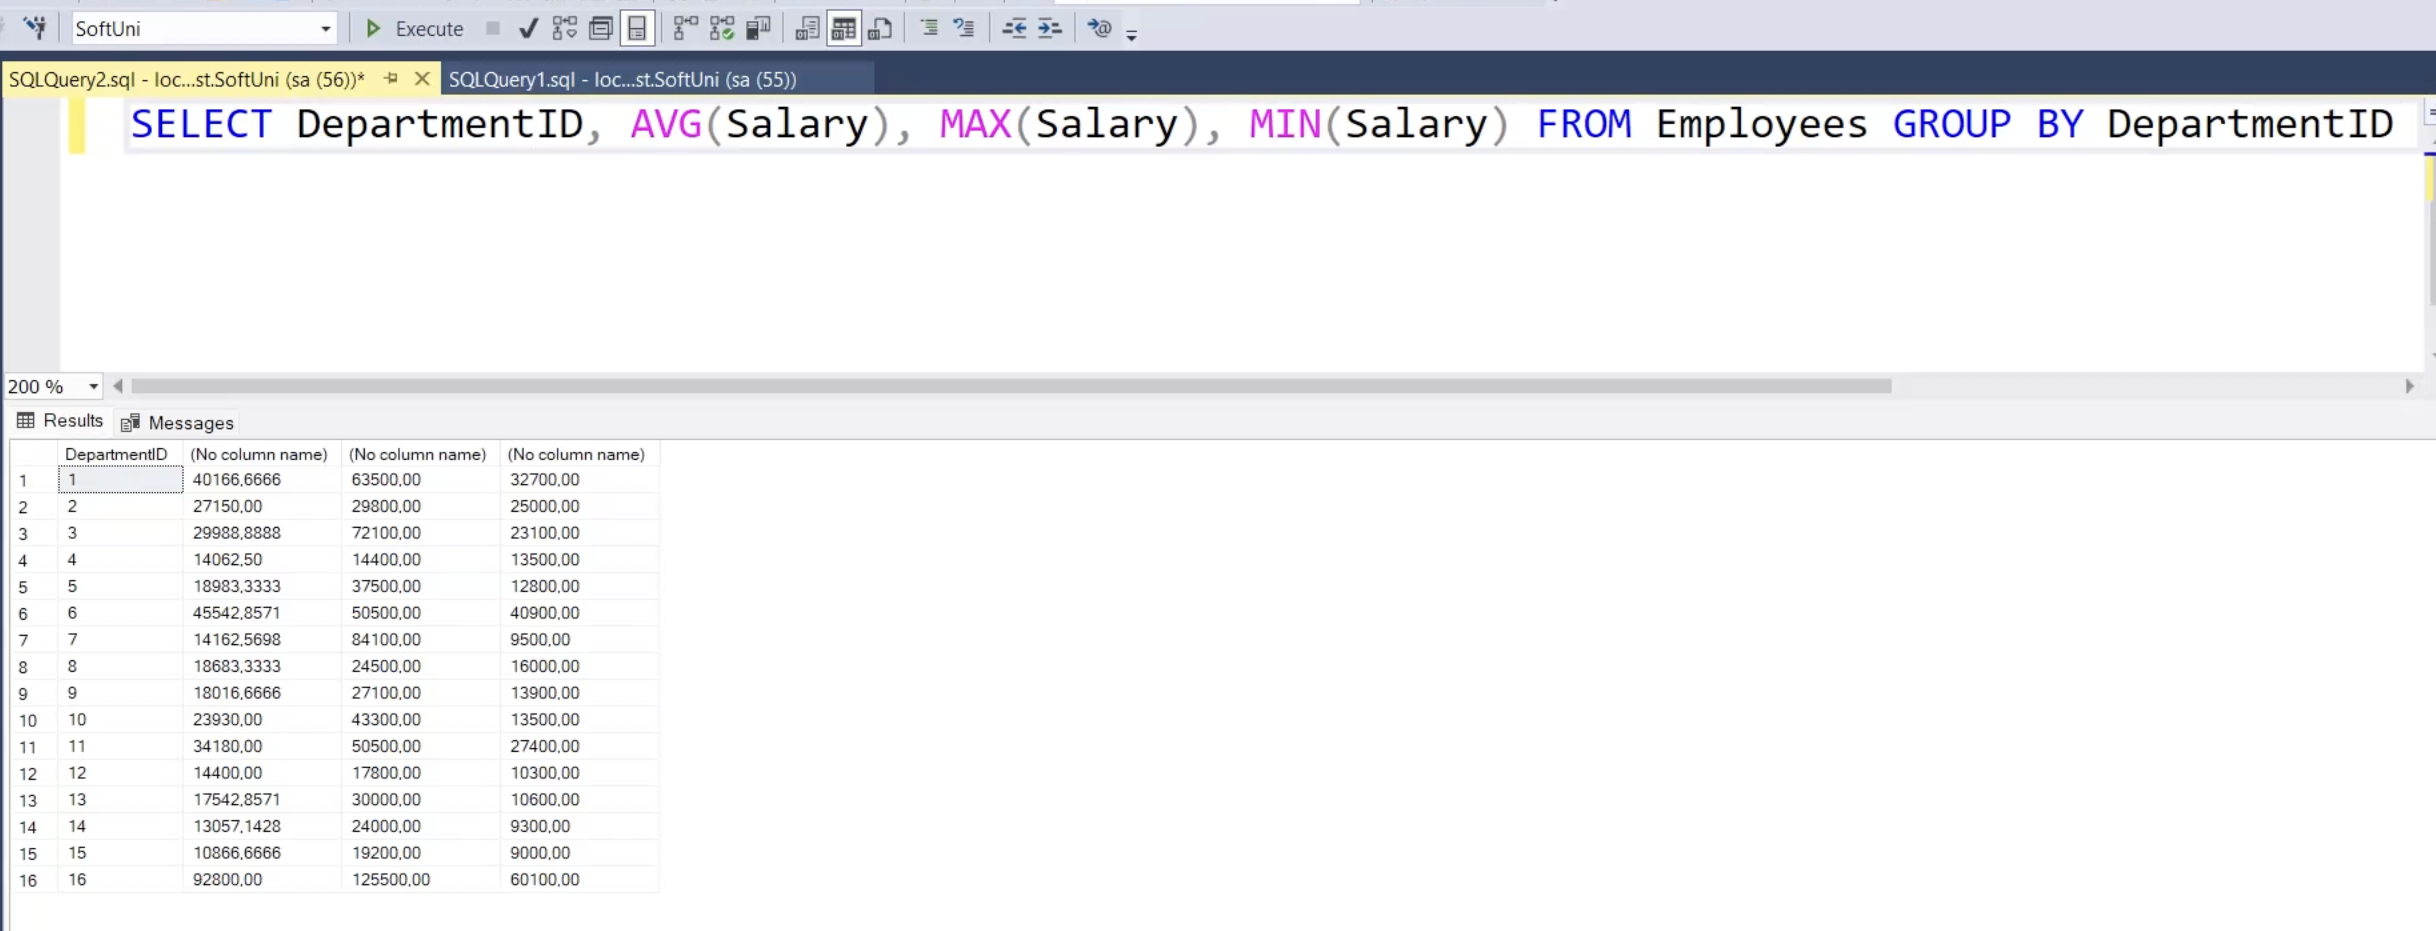 SoftUni Execute
SQLQuery2.sql - loc...st.SoftUni (sa (56))* SQLQuery1.sql - loc...st.SoftUni (sa (55))
SELECT DepartmentID, AVG(Salary), MAX(Salary), MIN(Salary) FROM Employees GROUP BY DepartmentID
200 %
Results Messages
DepartmentID (No column name) (No column name) (No column name)
1 1 40166,6666 63500,00 32700,00
2 2 27150,00 29800,00 25000,00
3 3 29988,8888 72100,00 23100,00
4 4 14062,50 14400,00 13500,00
5 5 18983,3333 37500,00 12800,00
6 6 45542,8571 50500,00 40900,00
7 7 14162,5698 84100,00 9500,00
8 8 18683,3333 24500,00 16000,00
9 9 18016,6666 27100,00 13900,00
10 10 23930,00 43300,00 13500,00
11 11 34180,00 50500,00 27400,00
12 12 14400,00 17800,00 10300,00
13 13 17542,8571 30000,00 10600,00
14 14 13057,1428 24000,00 9300,00
15 15 10866,6666 19200,00 9000,00
16 16 92800,00 125500,00 60100,00